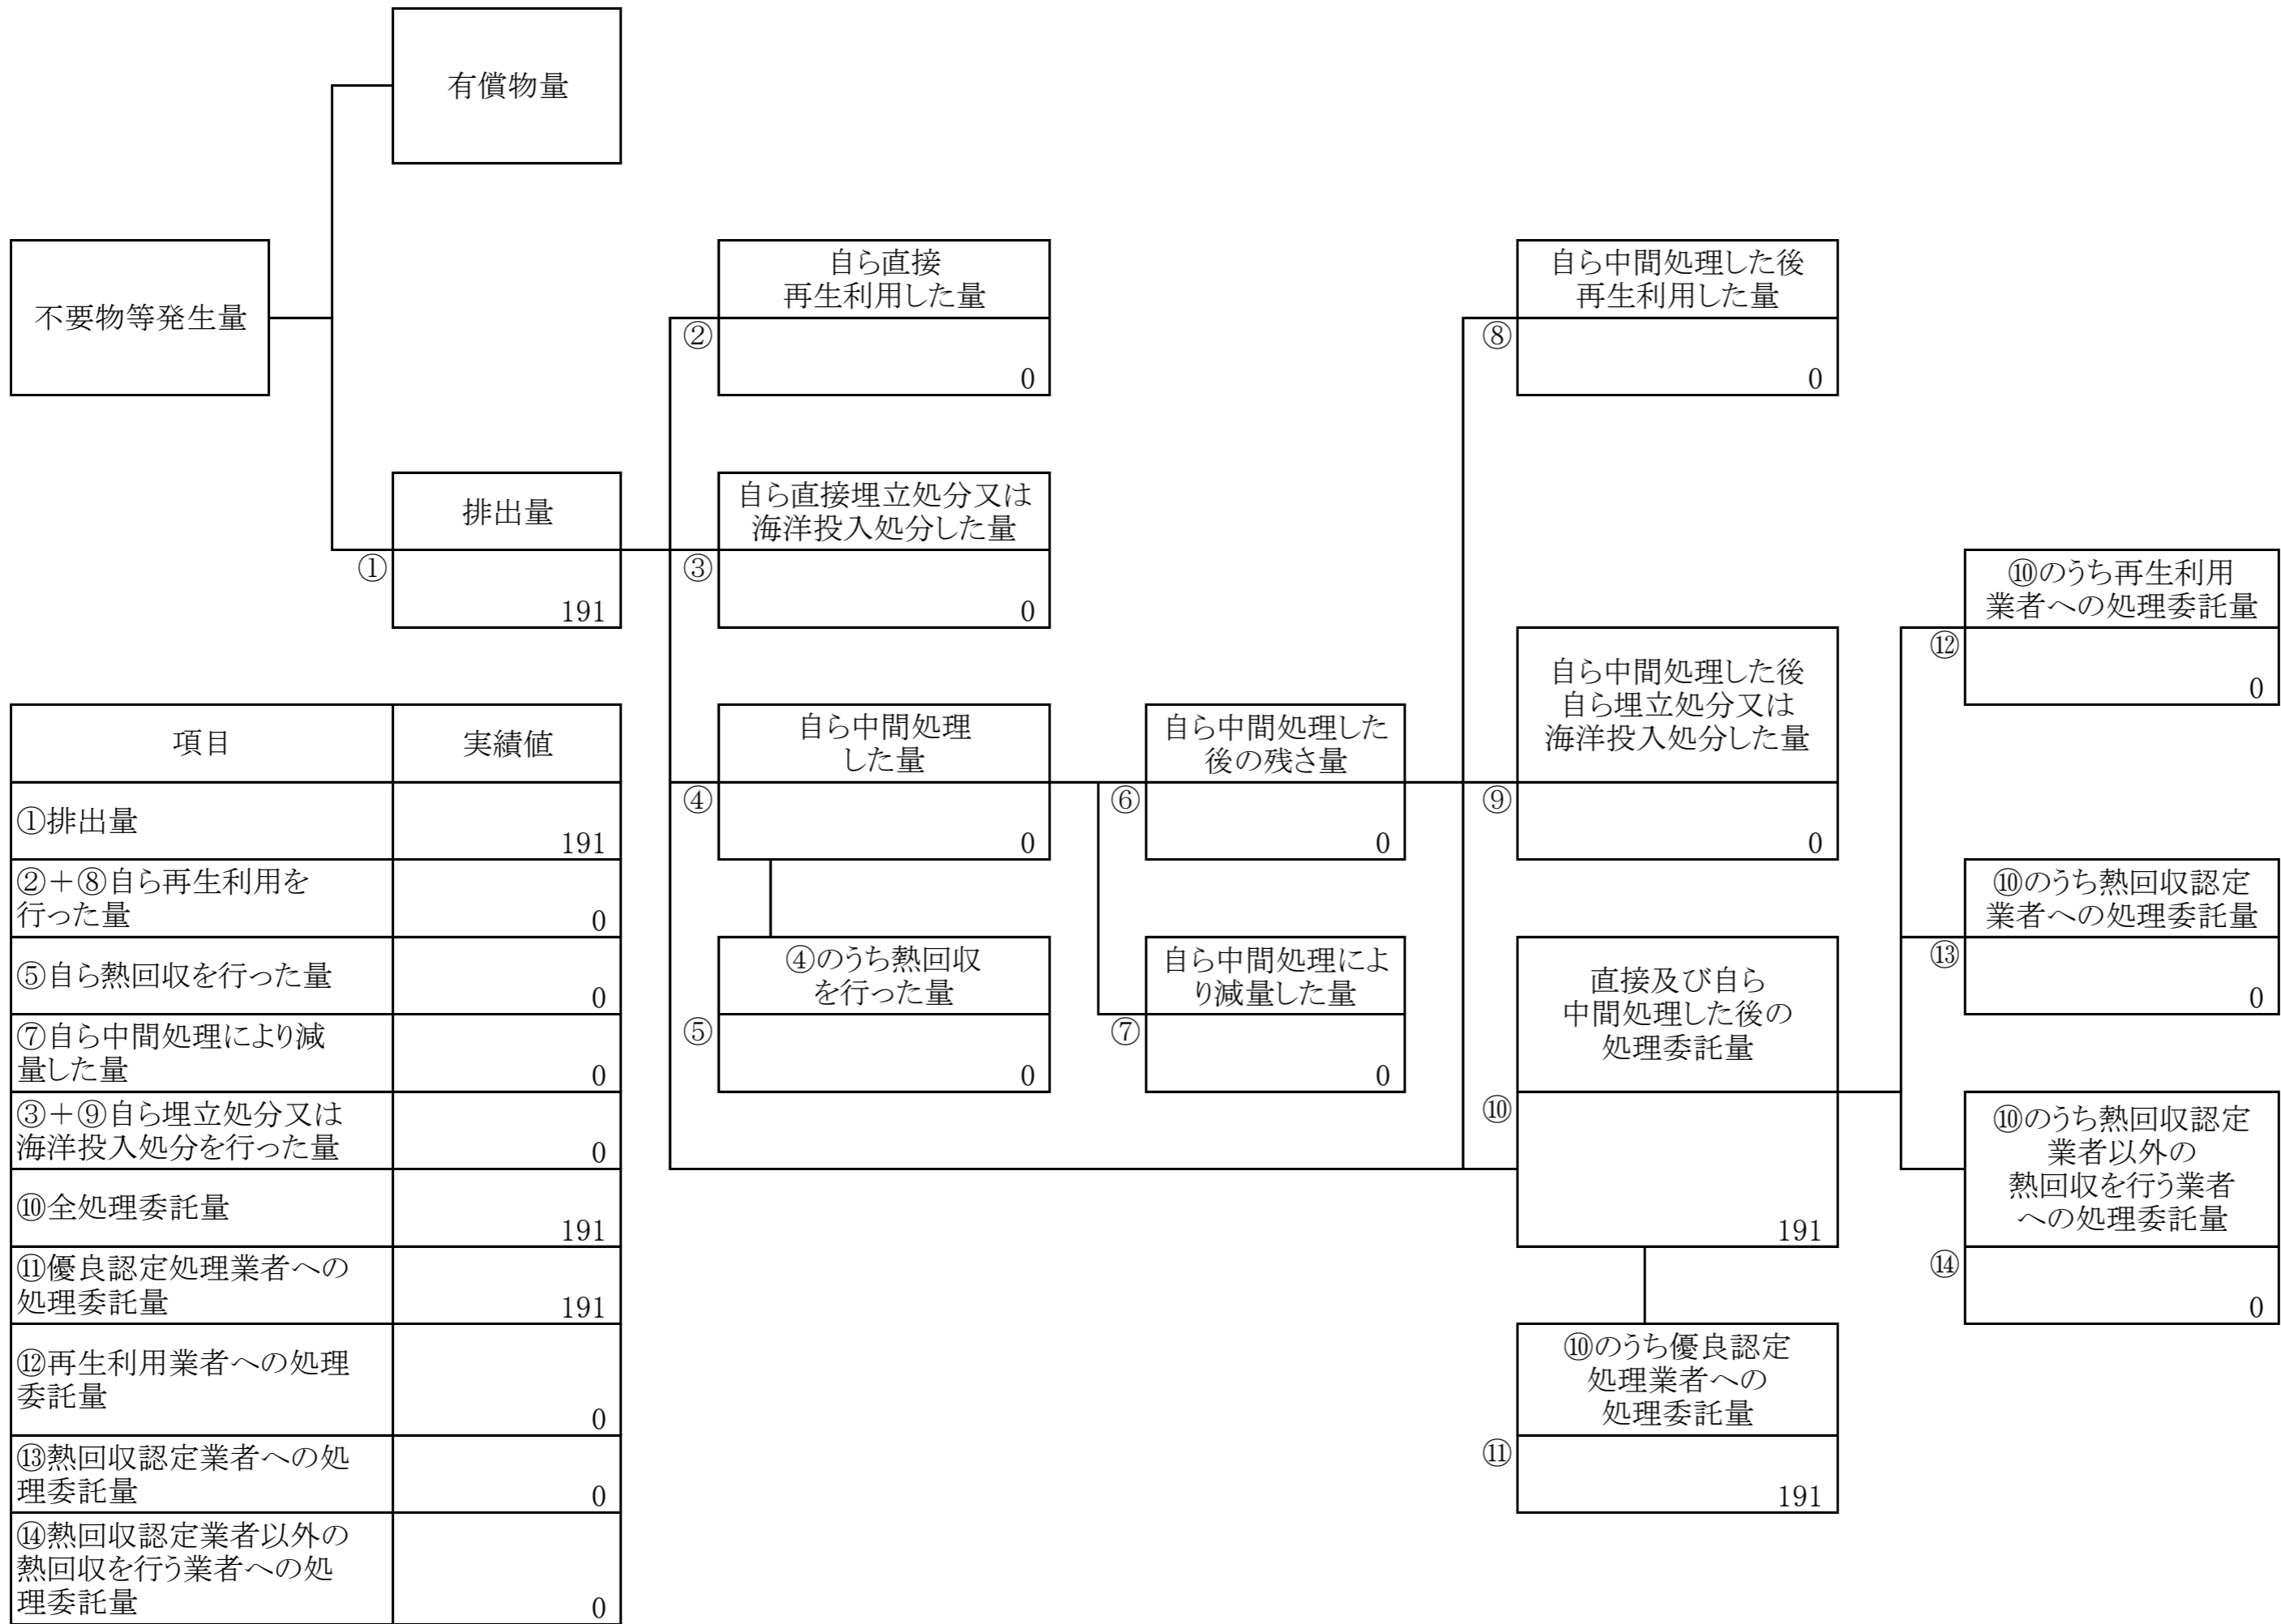 有償物量
不要物等発生量
自ら直接
再生利用した量
②
0
自ら中間処理した後
再生利用した量
⑧
0
排出量
①
191
自ら直接埋立処分又は
海洋投入処分した量
③
0
⑩のうち再生利用
業者への処理委託量
⑫
0
自ら中間処理
した量
④
0
自ら中間処理した
後の残さ量
⑥
0
自ら中間処理した後
自ら埋立処分又は
海洋投入処分した量
⑨
0
⑩のうち熱回収認定
業者への処理委託量
⑬
0
④のうち熱回収
を行った量
⑤
0
自ら中間処理によ
り減量した量
⑦
0
直接及び自ら
中間処理した後の
処理委託量
⑩
191
⑩のうち熱回収認定
業者以外の
熱回収を行う業者
への処理委託量
⑭
0
⑩のうち優良認定
処理業者への
処理委託量
⑪
191
項目 実績値
①排出量
191
②＋⑧自ら再生利用を
行った量 0
⑤自ら熱回収を行った量
0
⑦自ら中間処理により減
量した量 0
③＋⑨自ら埋立処分又は
海洋投入処分を行った量 0
⑩全処理委託量
191
⑪優良認定処理業者への
処理委託量 191
⑫再生利用業者への処理
委託量
0
⑬熱回収認定業者への処
理委託量 0
⑭熱回収認定業者以外の
熱回収を行う業者への処
理委託量 0